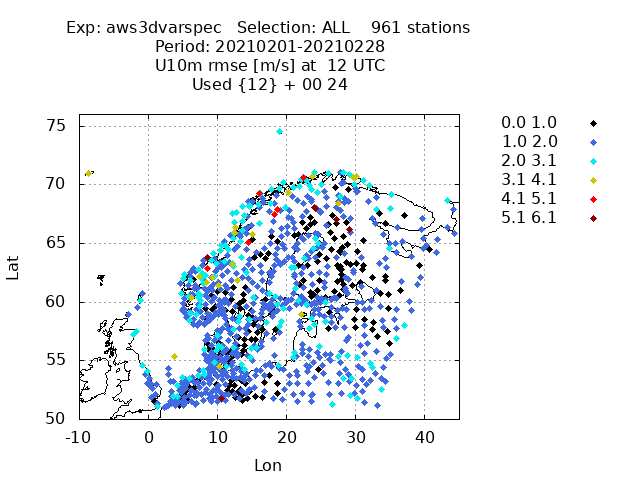 Exp: aws3dvarspec Selection: ALL 961 stations
Period: 20210201-20210228
U10m rmse [m/s] at 12 UTC
Used {12} + 00 24
0.0 1.0
1.0 2.0
2.0 3.1
3.1 4.1
4.1 5.1
5.1 6.1
75
70
65
60
55
50
Lat
-10 0 10 20 30 40
Lon